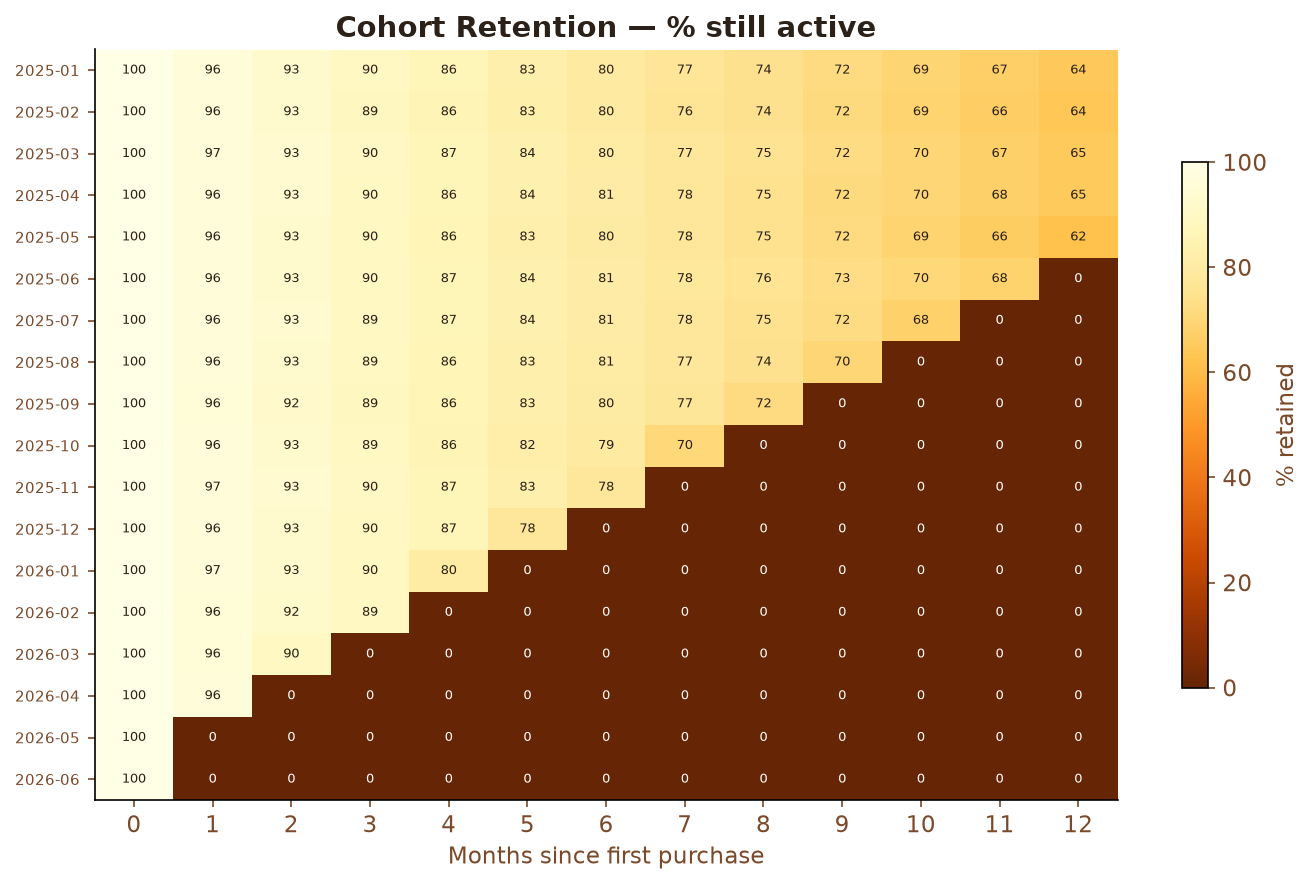 Cohort Retention — % still active
2025-01 100 96 93 90 86 83 80 77 74 72 69 67 64
2025-02 100 96 93 89 86 83 80 76 74 72 69 66 64
2025-03 100 97 93 90 87 84 80 77 75 72 70 67 65
2025-04 100 96 93 90 86 84 81 78 75 72 70 68 65
2025-05 100 96 93 90 86 83 80 78 75 72 69 66 62
2025-06 100 96 93 90 87 84 81 78 76 73 70 68 0
2025-07 100 96 93 89 87 84 81 78 75 72 68 0 0
2025-08 100 96 93 89 86 83 81 77 74 70 0 0 0
2025-09 100 96 92 89 86 83 80 77 72 0 0 0 0
2025-10 100 96 93 89 86 82 79 70 0 0 0 0 0
2025-11 100 97 93 90 87 83 78 0 0 0 0 0 0
2025-12 100 96 93 90 87 78 0 0 0 0 0 0 0
2026-01 100 97 93 90 80 0 0 0 0 0 0 0 0
2026-02 100 96 92 89 0 0 0 0 0 0 0 0 0
2026-03 100 96 90 0 0 0 0 0 0 0 0 0 0
2026-04 100 96 0 0 0 0 0 0 0 0 0 0 0
2026-05 100 0 0 0 0 0 0 0 0 0 0 0 0
2026-06 100 0 0 0 0 0 0 0 0 0 0 0 0
0 1 2 3 4 5 6 7 8 9 10 11 12
Months since first purchase
100
80
60
40
20
0
% retained